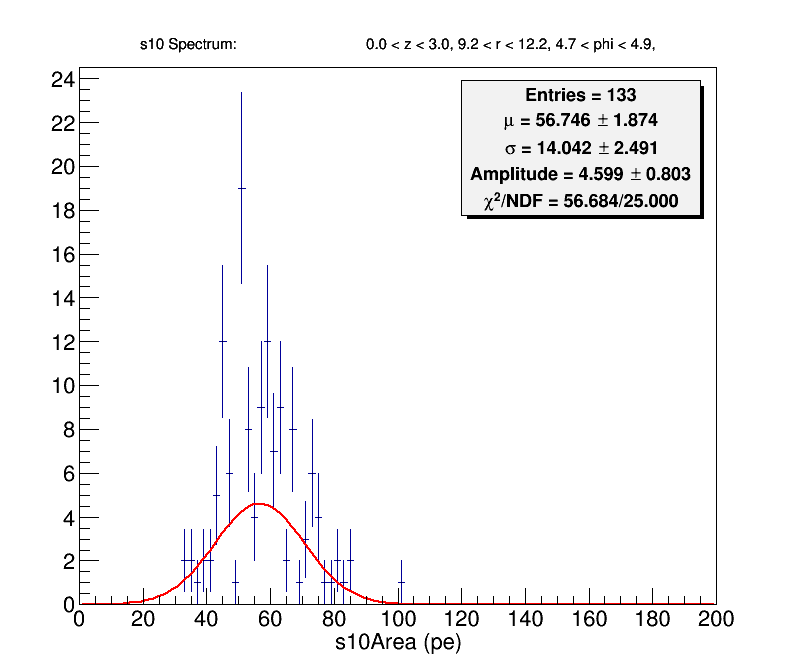 s10 Spectrum: 0.0 < z < 3.0, 9.2 < r < 12.2, 4.7 < phi < 4.9,
Entries = 133
μ = 56.746 ± 1.874
σ = 14.042 ± 2.491
Amplitude = 4.599 ± 0.803
χ²/NDF = 56.684/25.000
24
22
20
18
16
14
12
10
8
6
4
2
0
0 20 40 60 80 100 120 140 160 180 200
s10Area (pe)